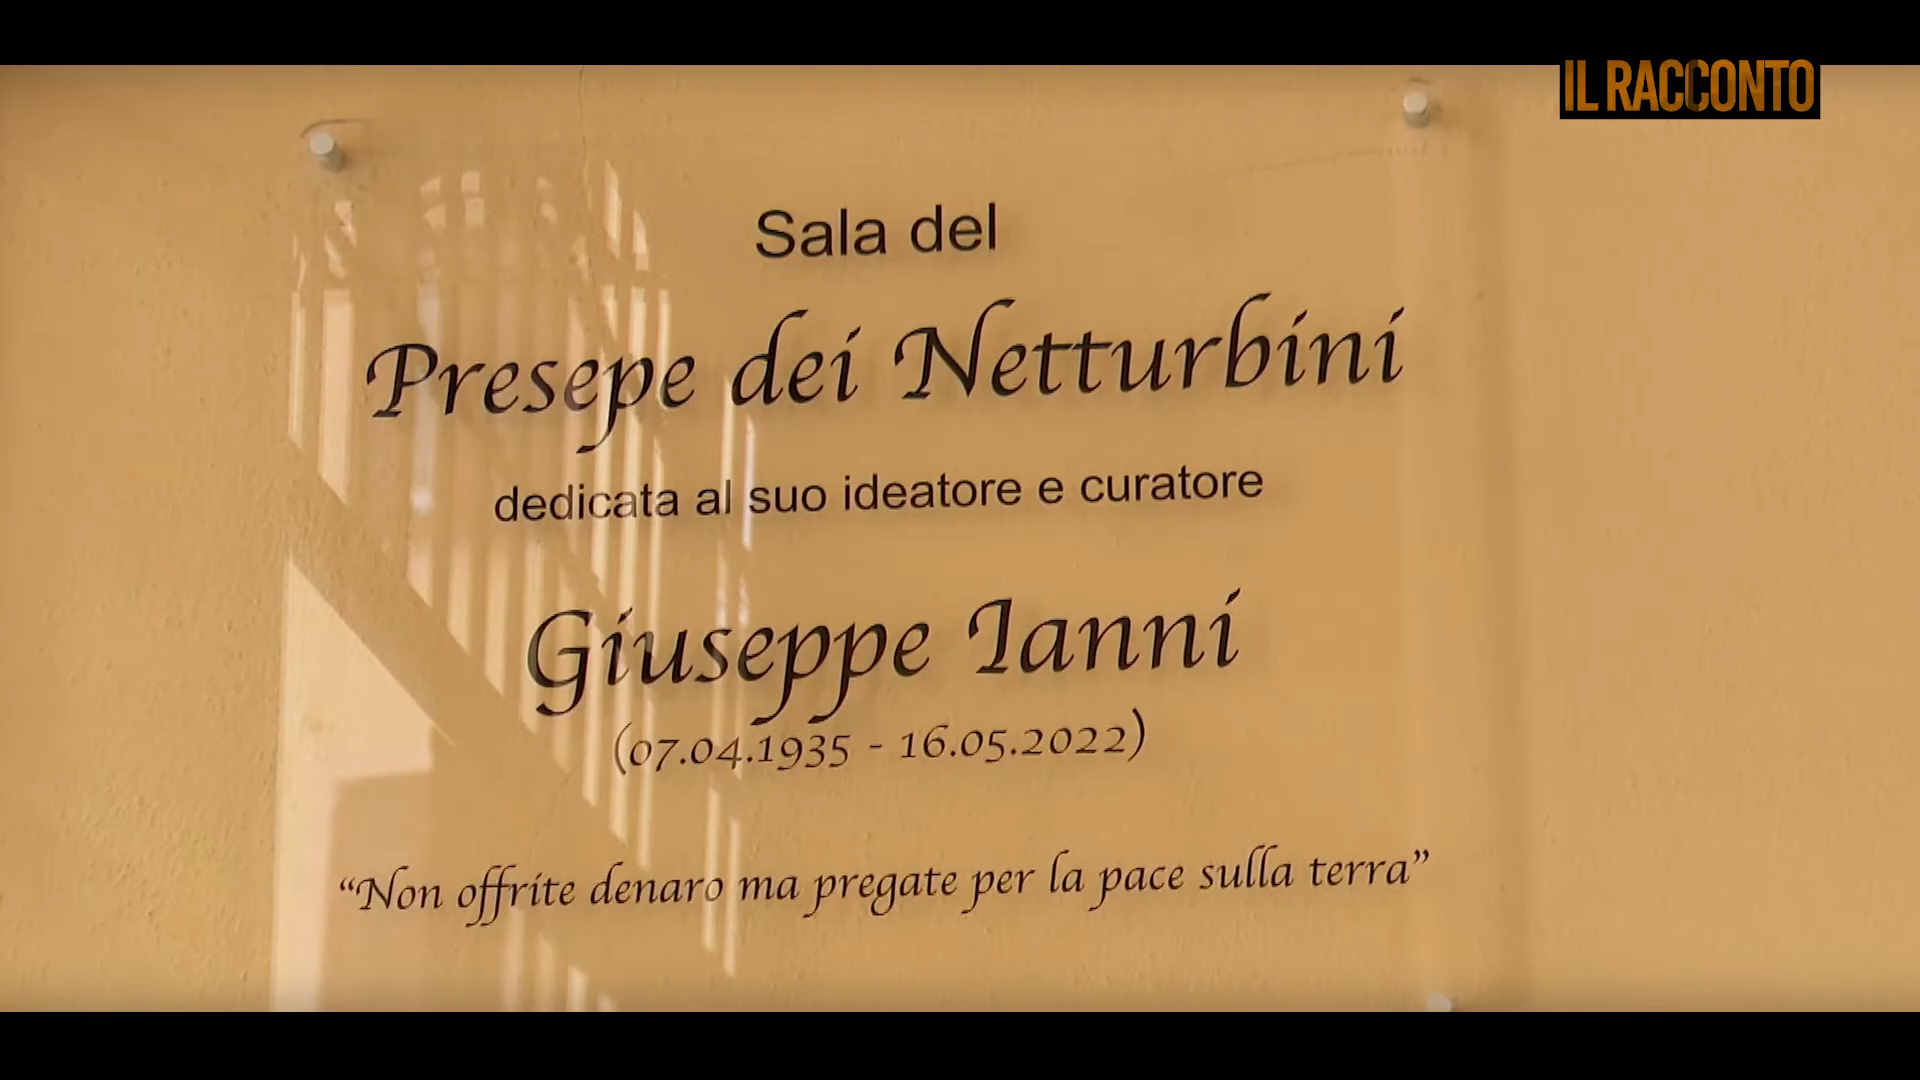 IL RACCONTO
Sala del
Presepe dei Netturbini
dedicata al suo ideatore e curatore
Giuseppe Ianni
(07.04.1935 - 16.05.2022)
“Non offrite denaro ma pregate per la pace sulla terra”